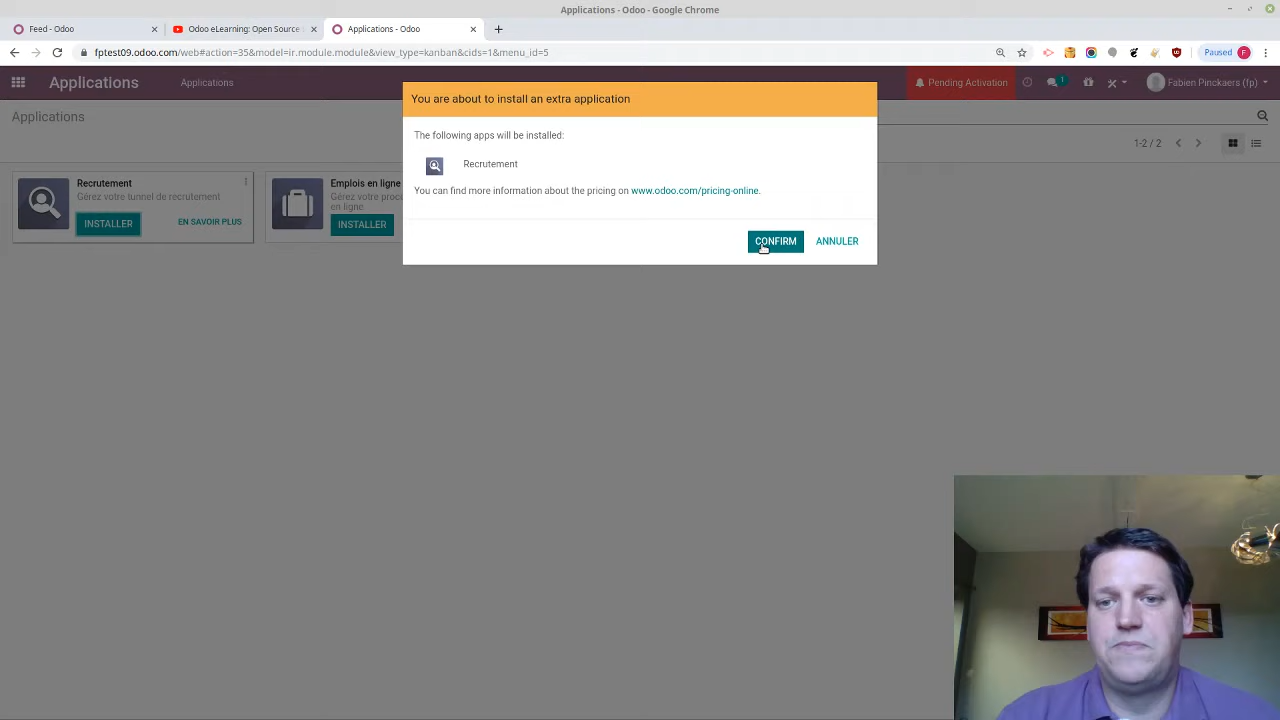 Applications - Odoo - Google Chrome
Feed - Odoo
Odoo eLearning: Open Source
Applications - Odoo
fptest09.odoo.com/web#action=35&model=ir.module.module&view_type=kanban&cids=1&menu_id=5
Paused
F
Applications
Applications
Pending Activation
1
Fabien Pinckaers (fp)
Applications
1-2 / 2
You are about to install an extra application
The following apps will be installed:
Recrutement
You can find more information about the pricing on www.odoo.com/pricing-online.
CONFIRM
ANNULER
Recrutement
Gérez votre tunnel de recrutement
INSTALLER
EN SAVOIR PLUS
Emplois en ligne
Gérez votre proc
en ligne
INSTALLER